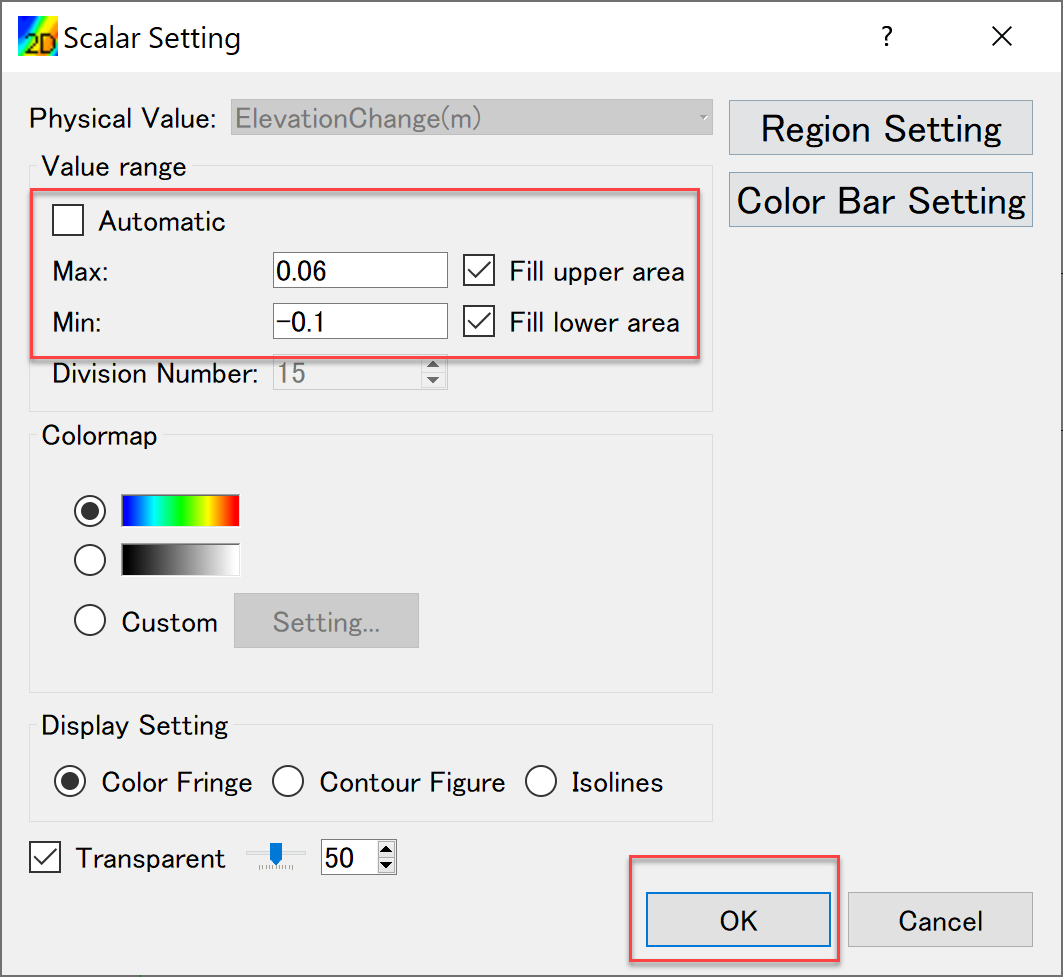 2D Scalar Setting ?
Physical Value: ElevationChange(m)
Region Setting
Value range
Color Bar Setting
Automatic
Max: 0.06 Fill upper area
Min: -0.1 Fill lower area
Division Number: 15
Colormap
Custom Setting...
Display Setting
Color Fringe Contour Figure Isolines
Transparent 50
OK Cancel